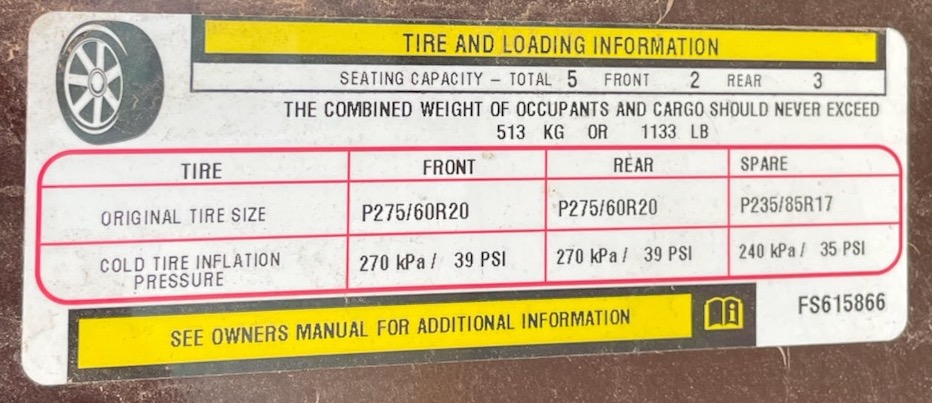 TIRE AND LOADING INFORMATION
SEATING CAPACITY – TOTAL 5 FRONT 2 REAR 3
THE COMBINED WEIGHT OF OCCUPANTS AND CARGO SHOULD NEVER EXCEED
513 KG OR 1133 LB
TIRE FRONT REAR SPARE
ORIGINAL TIRE SIZE P275/60R20 P275/60R20 P235/85R17
COLD TIRE INFLATION
PRESSURE 270 kPa / 39 PSI 270 kPa / 39 PSI 240 kPa / 35 PSI
SEE OWNERS MANUAL FOR ADDITIONAL INFORMATION
FS615866